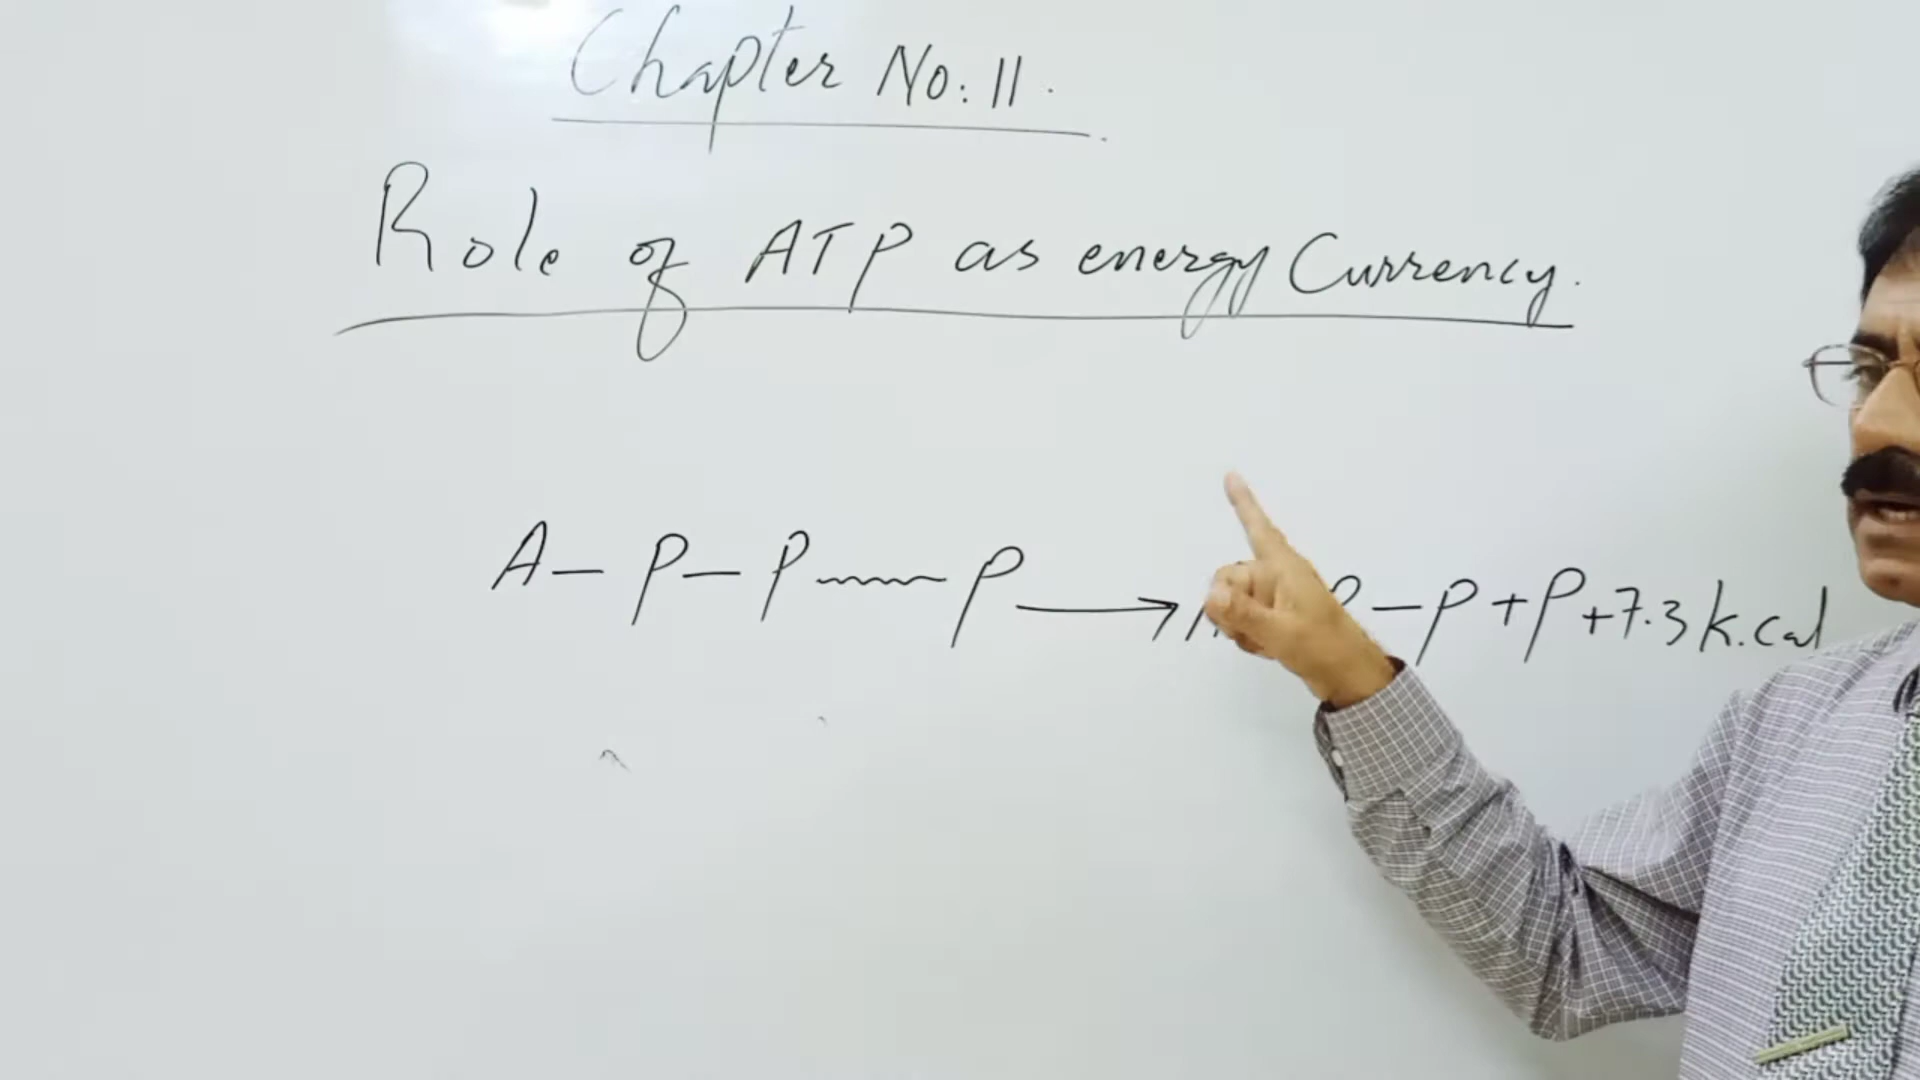 Chapter No: 11.
Role of ATP as energy Currency.
A-P-P~~~P → P-P+P+7.3 k.cal